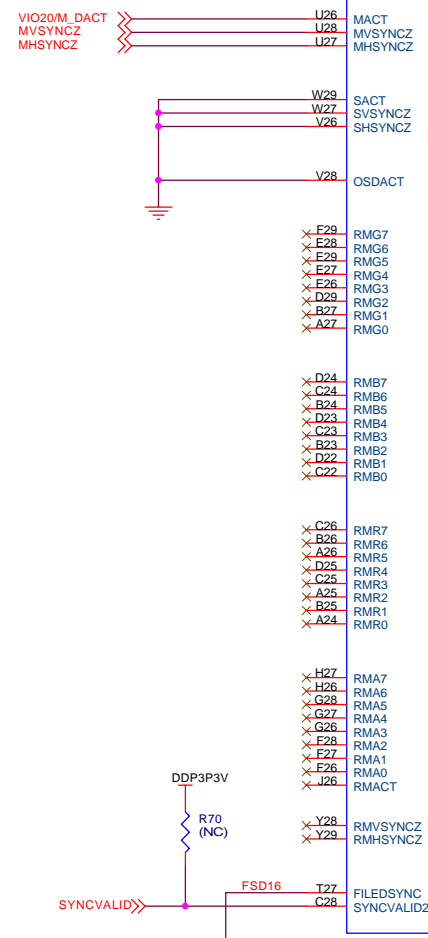 VIO20/M_DACT U26 MACT
MVSYNCZ U28 MVSYNCZ
MHSYNCZ U27 MHSYNCZ
W29 SACT
W27 SVSYNCZ
V26 SHSYNCZ
V28 OSDACT
F29 RMG7
E28 RMG6
E29 RMG5
E27 RMG4
E26 RMG3
D29 RMG2
B27 RMG1
A27 RMG0
D24 RMB7
C24 RMB6
B24 RMB5
D23 RMB4
C23 RMB3
B23 RMB2
D22 RMB1
C22 RMB0
C26 RMR7
B26 RMR6
A26 RMR5
D25 RMR4
C25 RMR3
A25 RMR2
B25 RMR1
A24 RMR0
H27 RMA7
H26 RMA6
G28 RMA5
G27 RMA4
G26 RMA3
F28 RMA2
F27 RMA1
F26 RMA0
J26 RMACT
DDP3P3V
R70
(NC)
Y28 RMVSYNCZ
Y29 RMHSYNCZ
FSD16 T27 FILEDSYNC
SYNCVALID C28 SYNCVALID2